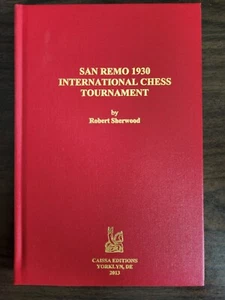 SAN REMO 1930
INTERNATIONAL CHESS
TOURNAMENT
by
Robert Sherwood
CAISSA EDITIONS
YORKLYN, DE
2013